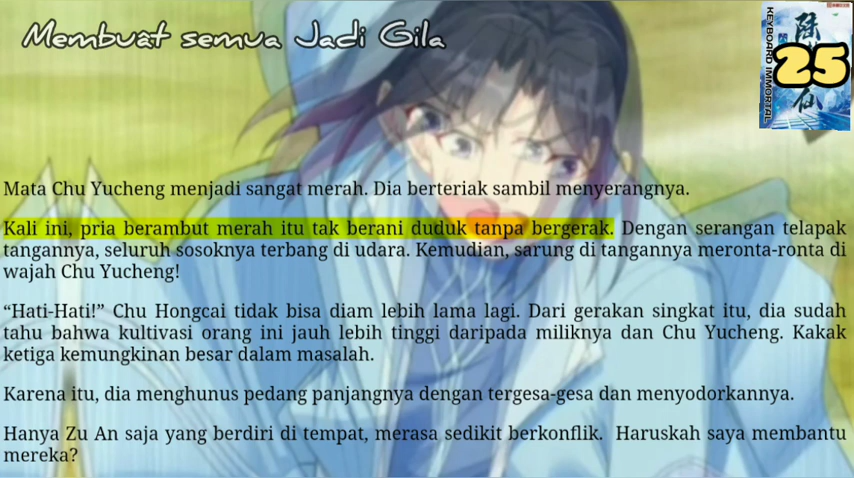 Membuat semua Jadi Gila
KEYBOARD IMMORTAL
25
Mata Chu Yucheng menjadi sangat merah. Dia berteriak sambil menyerangnya.
Kali ini, pria berambut merah itu tak berani duduk tanpa bergerak. Dengan serangan telapak
tangannya, seluruh sosoknya terbang di udara. Kemudian, sarung di tangannya meronta-ronta di
wajah Chu Yucheng!
“Hati-Hati!” Chu Hongcai tidak bisa diam lebih lama lagi. Dari gerakan singkat itu, dia sudah
tahu bahwa kultivasi orang ini jauh lebih tinggi daripada miliknya dan Chu Yucheng. Kakak
ketiga kemungkinan besar dalam masalah.
Karena itu, dia menghunus pedang panjangnya dengan tergesa-gesa dan menyodorkannya.
Hanya Zu An saja yang berdiri di tempat, merasa sedikit berkonflik.  Haruskah saya membantu
mereka?